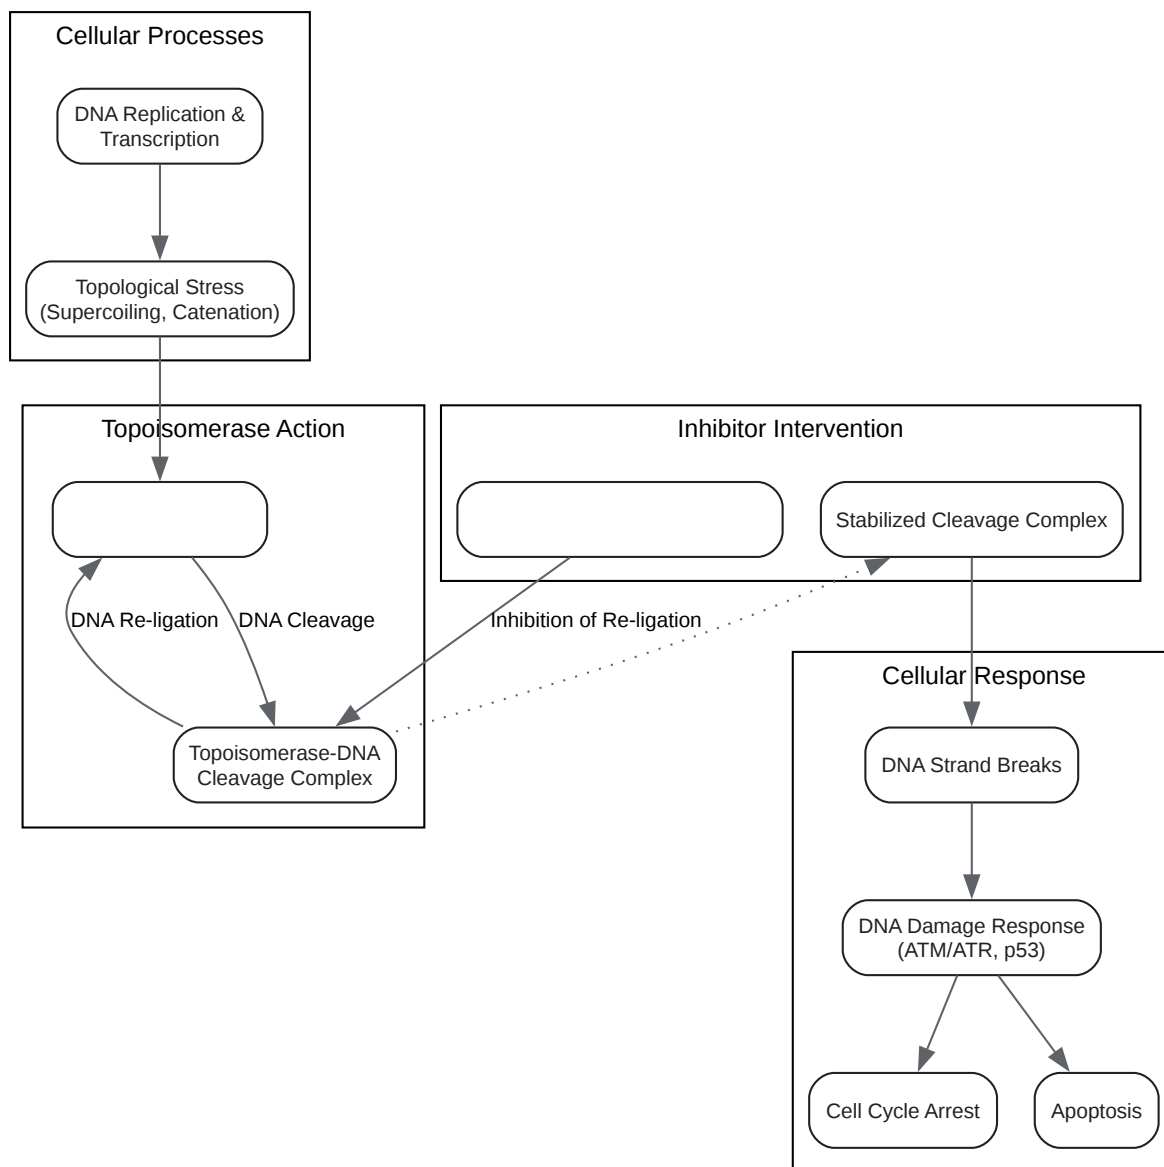 Cellular Processes
DNA Replication &
Transcription
Topological Stress
(Supercoiling, Catenation)
Topoisomerase Action
Inhibitor Intervention
Stabilized Cleavage Complex
DNA Re-ligation
DNA Cleavage
Inhibition of Re-ligation
Topoisomerase-DNA
Cleavage Complex
Cellular Response
DNA Strand Breaks
DNA Damage Response
(ATM/ATR, p53)
Cell Cycle Arrest
Apoptosis